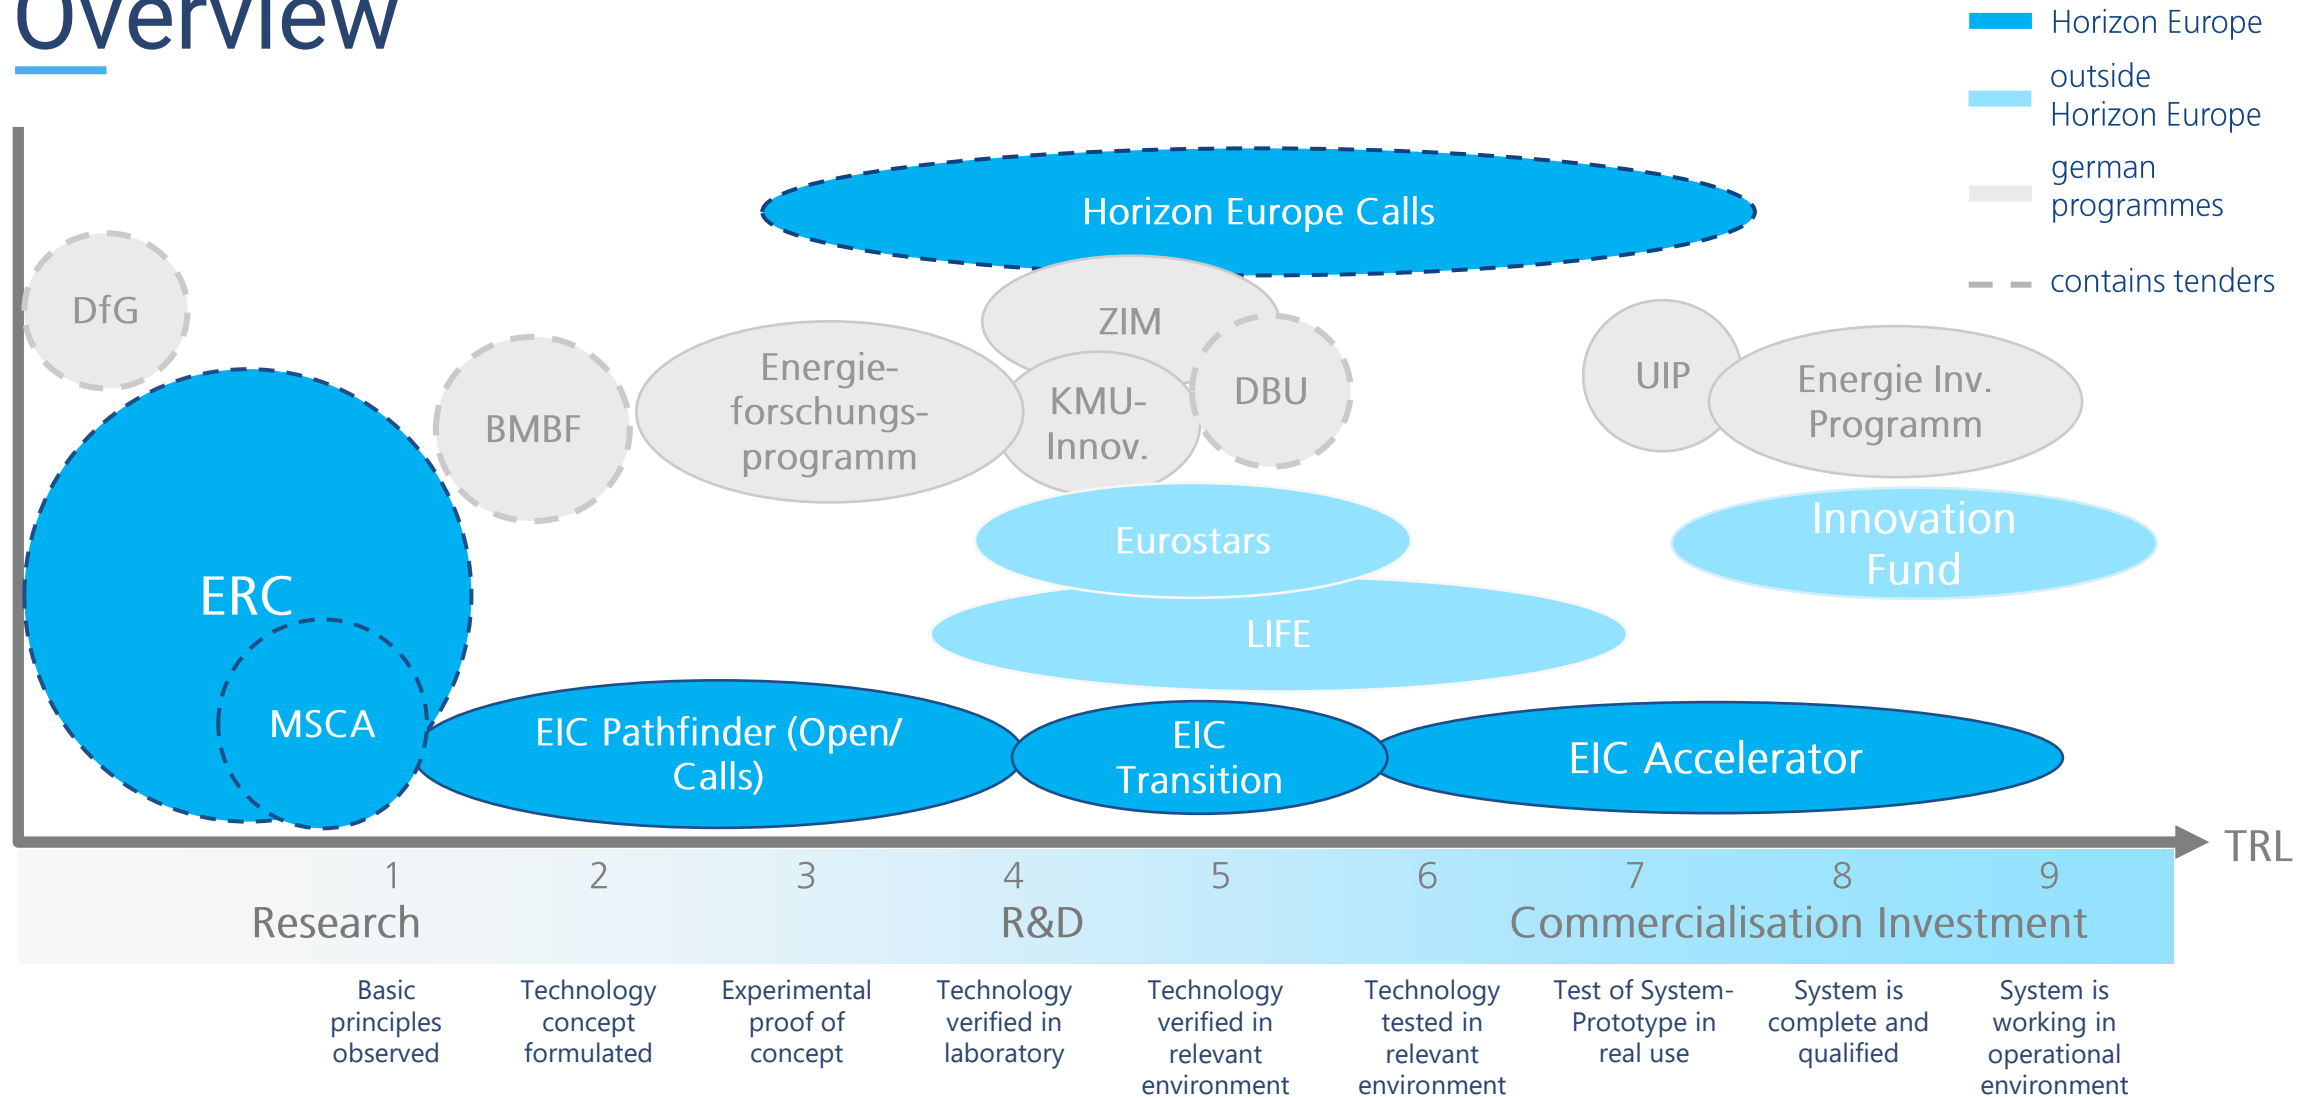 Overview
Horizon Europe
outside
Horizon Europe
german
programmes
contains tenders
Horizon Europe Calls
DfG
ZIM
BMBF
Energie-
forschungs-
programm
KMU-
Innov.
DBU
UIP
Energie Inv.
Programm
Eurostars
Innovation
Fund
ERC
LIFE
MSCA
EIC Pathfinder (Open/
Calls)
EIC
Transition
EIC Accelerator
TRL
1 2 3 4 5 6 7 8 9
Research R&D Commercialisation Investment
Basic
principles
observed
Technology
concept
formulated
Experimental
proof of
concept
Technology
verified in
laboratory
Technology
verified in
relevant
environment
Technology
tested in
relevant
environment
Test of System-
Prototype in
real use
System is
complete and
qualified
System is
working in
operational
environment